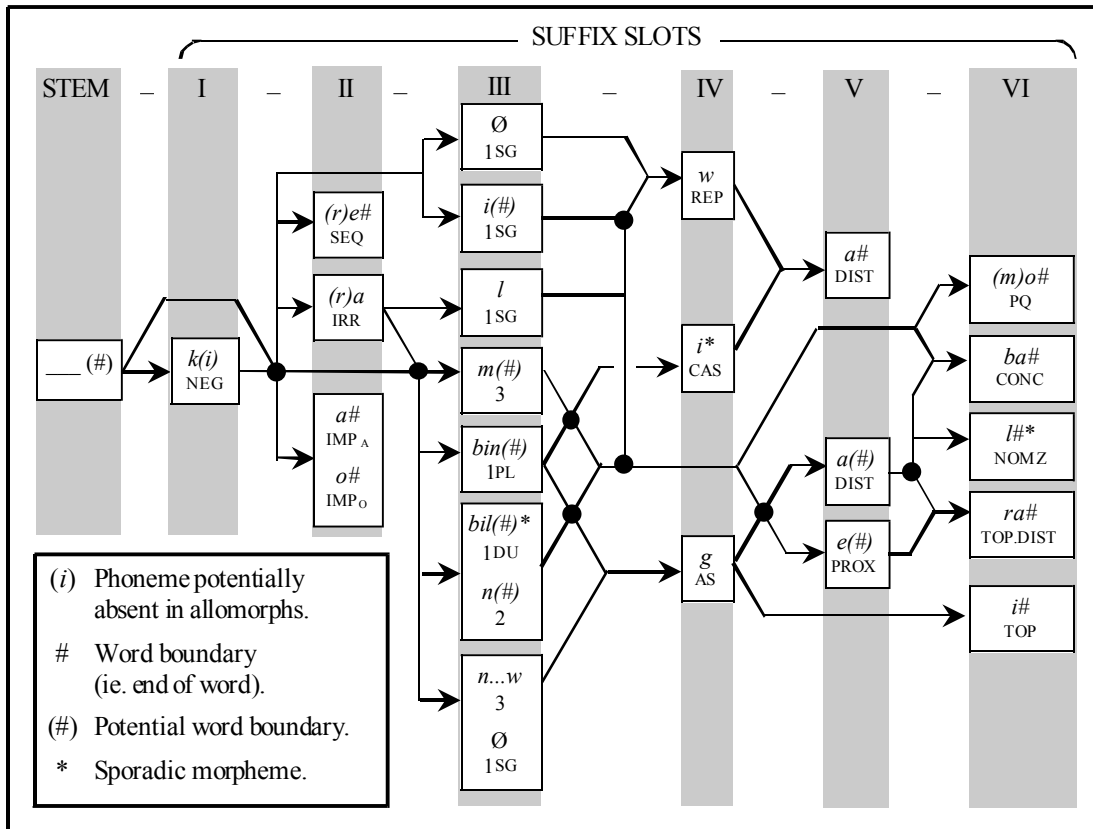 SUFFIX SLOTS
STEM – I – II – III – IV – V – VI
___ (#)
k(i)
NEG
(r)e#
SEQ
(r)a
IRR
a#
IMP A
o#
IMP O
Ø
1SG
i(#)
1SG
l
1SG
m(#)
3
bin(#)
1PL
bil(#)*
1DU
n(#)
2
n...w
3
Ø
1SG
w
REP
i*
CAS
g
AS
a#
DIST
a(#)
DIST
e(#)
PROX
(m)o#
PQ
ba#
CONC
l#*
NOMZ
ra#
TOP.DIST
i#
TOP
(i) Phoneme potentially
absent in allomorphs.
# Word boundary
(ie. end of word).
(#) Potential word boundary.
* Sporadic morpheme.